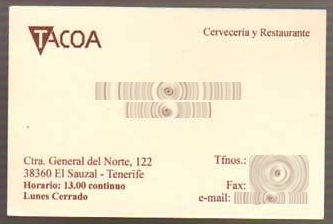 TACOA
Cervecería y Restaurante
Ctra. General del Norte, 122
38360 El Sauzal - Tenerife
Horario: 13,00 continuo
Lunes Cerrado
Tfnos.:
Fax:
e-mail: